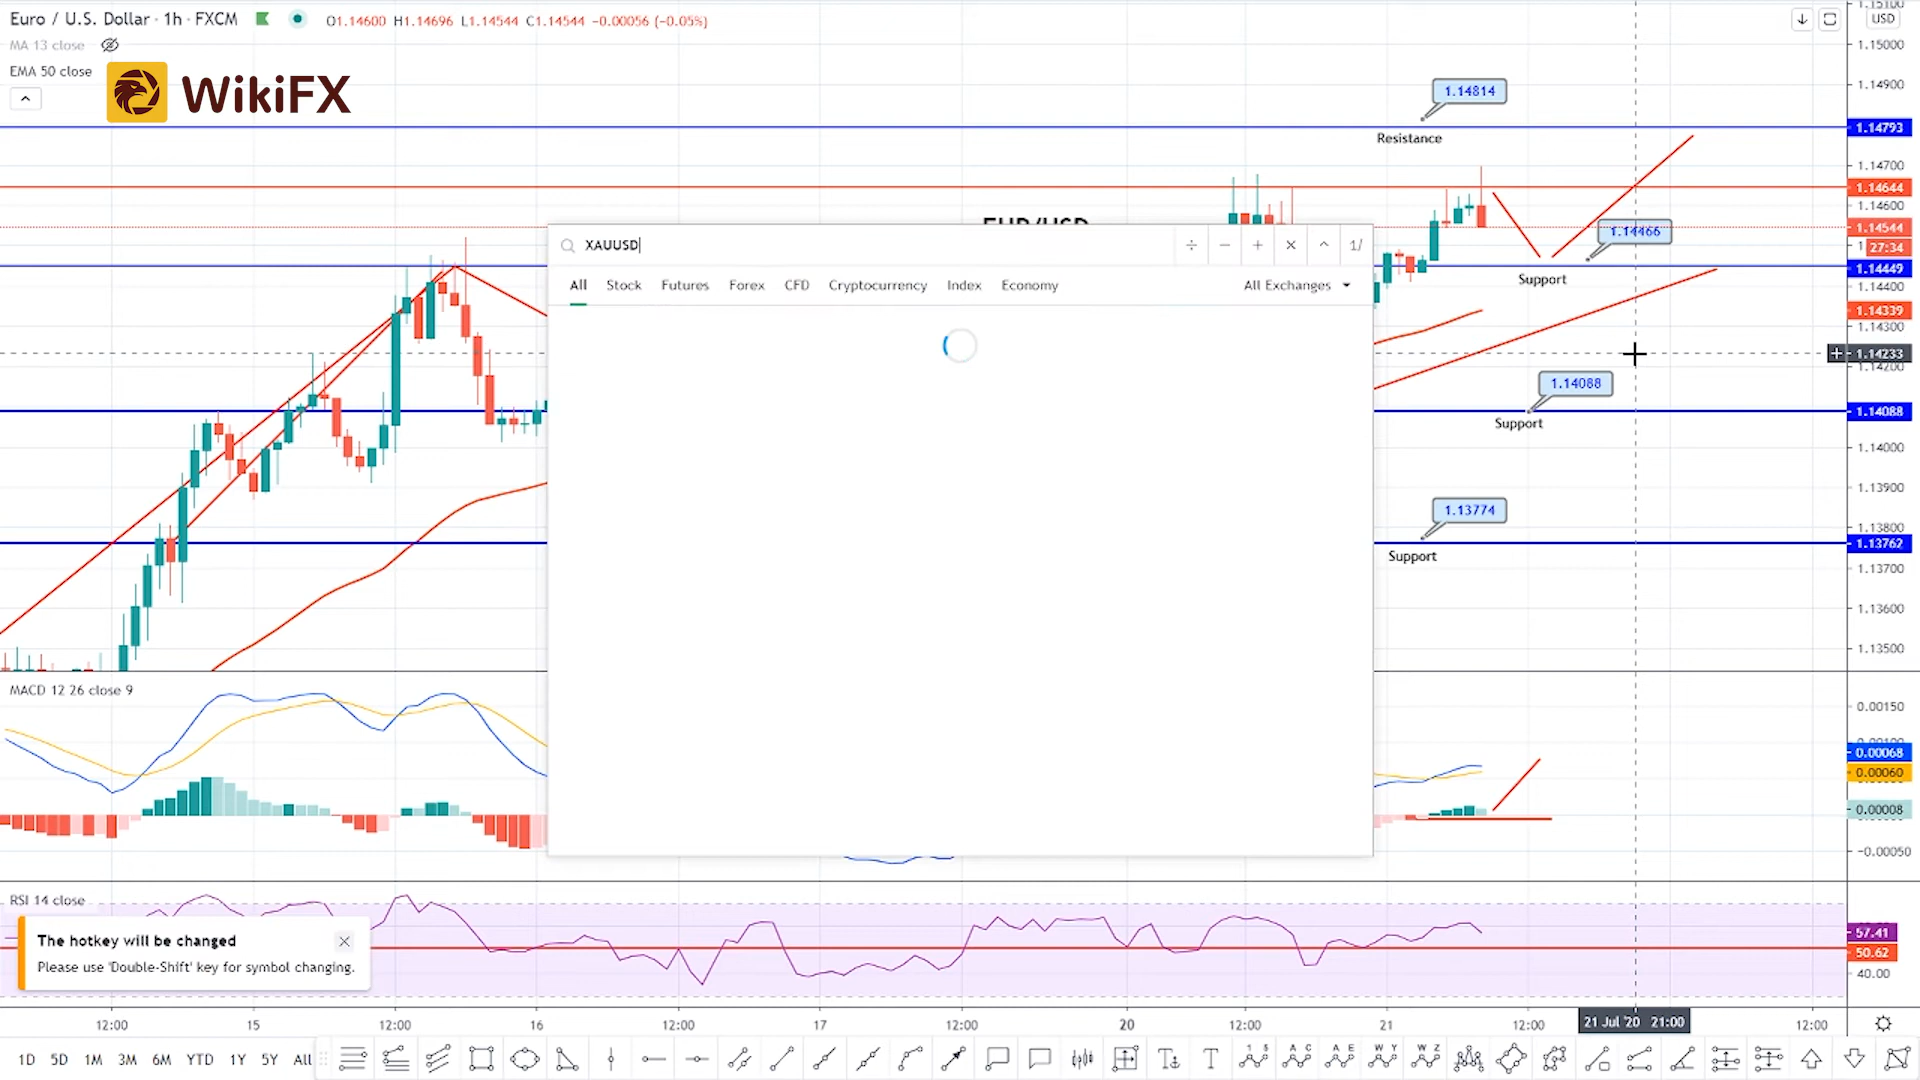 Euro / U.S. Dollar · 1h · FXCM O1.14600 H1.14696 L1.14544 C1.14544 −0.00056 (−0.05%)
MA 13 close
EMA 50 close
WikiFX
USD
1.15000
1.14900
1.14814
1.14793
Resistance
1.14700
1.14644
1.14600
EUR/USD
1.14466
1.14544
27:34
1.14449
Support
1.14400
1.14339
1.14300
1.14233
1.14200
1.14088
1.14088
Support
1.14000
1.13900
1.13774
1.13800
1.13762
Support
1.13700
1.13600
1.13500
XAUUSD
÷ − + × ^ 1/
All Stock Futures Forex CFD Cryptocurrency Index Economy All Exchanges
MACD 12 26 close 9
0.00150
0.00068
0.00060
0.00008
−0.00050
RSI 14 close
57.41
50.62
40.00
The hotkey will be changed
Please use 'Double-Shift' key for symbol changing.
12:00 15 12:00 16 12:00 17 12:00 20 12:00 21 12:00 21 Jul '20 21:00 12:00
1D 5D 1M 3M 6M YTD 1Y 5Y All